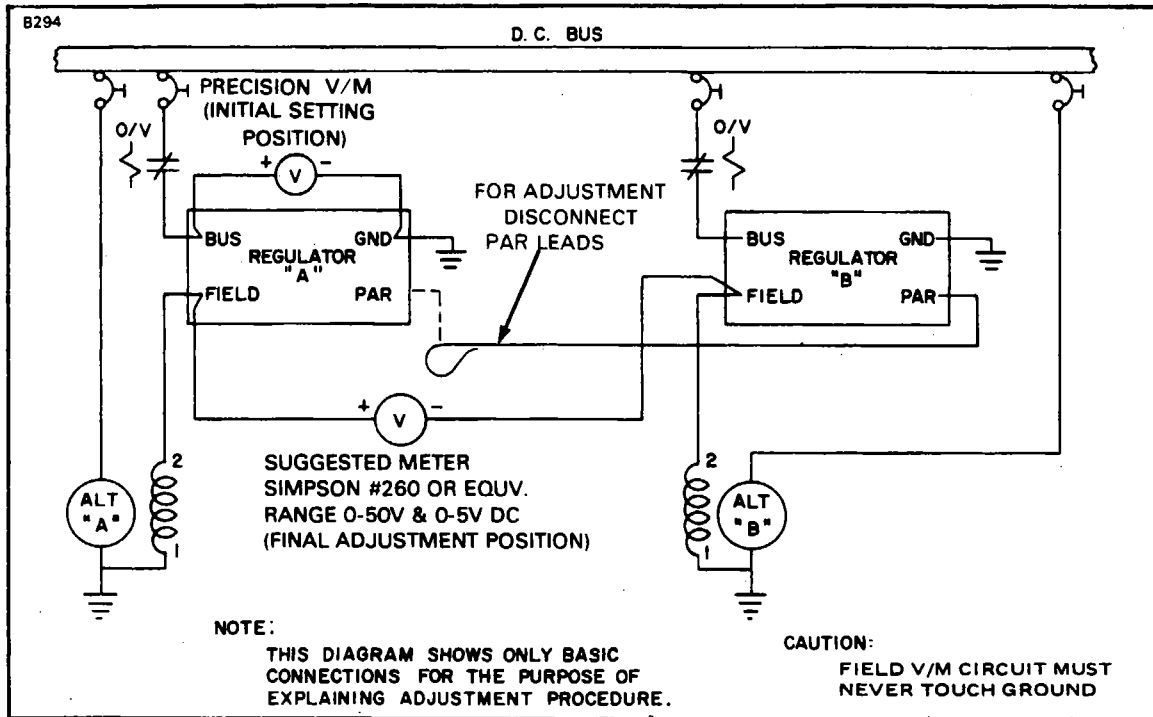 B294
D. C. BUS
PRECISION V/M
(INITIAL SETTING
POSITION)
O/V
+ V -
O/V
FOR ADJUSTMENT
DISCONNECT
PAR LEADS
BUS GND
REGULATOR
"A"
FIELD PAR
BUS GND
REGULATOR
"B"
FIELD PAR
+ V -
SUGGESTED METER
SIMPSON #260 OR EQUV.
RANGE 0-50V & 0-5V DC
(FINAL ADJUSTMENT POSITION)
2
ALT
"A"
1
2
ALT
"B"
1
NOTE:
THIS DIAGRAM SHOWS ONLY BASIC
CONNECTIONS FOR THE PURPOSE OF
EXPLAINING ADJUSTMENT PROCEDURE.
CAUTION:
FIELD V/M CIRCUIT MUST
NEVER TOUCH GROUND